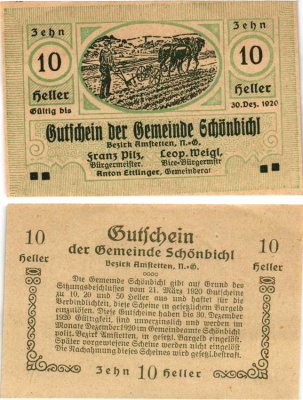 Zehn Zehn
10 10
Heller Heller
Gültig bis 30. Dez. 1920
Gutschein der Gemeinde Schönbichl
Bezirk Amstetten, N.-G.
Franz Pilz, Leop. Weigl,
Bürgermeister. Vice-Bürgermstr
Anton Ettlinger, Gemeinderat
Gutschein
10 der Gemeinde Schönbichl 10
Heller Bezirk Amstetten, N.-G. Heller
Die Gemeinde Schönbichl gibt auf Grund des
Sitzungsbeschlußes vom 21. März 1920 Gutscheine
zu 10, 20 und 50 Heller aus und haftet für die
Verbindlichkeit, diese Scheine in gesetzlichen Bargeld
einzulösen. Diese Gutscheine haben bis 30. Dezember
1920 Gültigkeit, sind unverzinslich und werden im
Monate Dezember 1920 im Gemeindeamte Schönbichl
polit. Bezirk Amstetten, in Bargeld eingelöst.
Später vorgewiesene Scheine werden nicht eingelöst
Die Nachahmung dieses Scheines wird gesetzl. bestraft.
Zehn 10 Heller